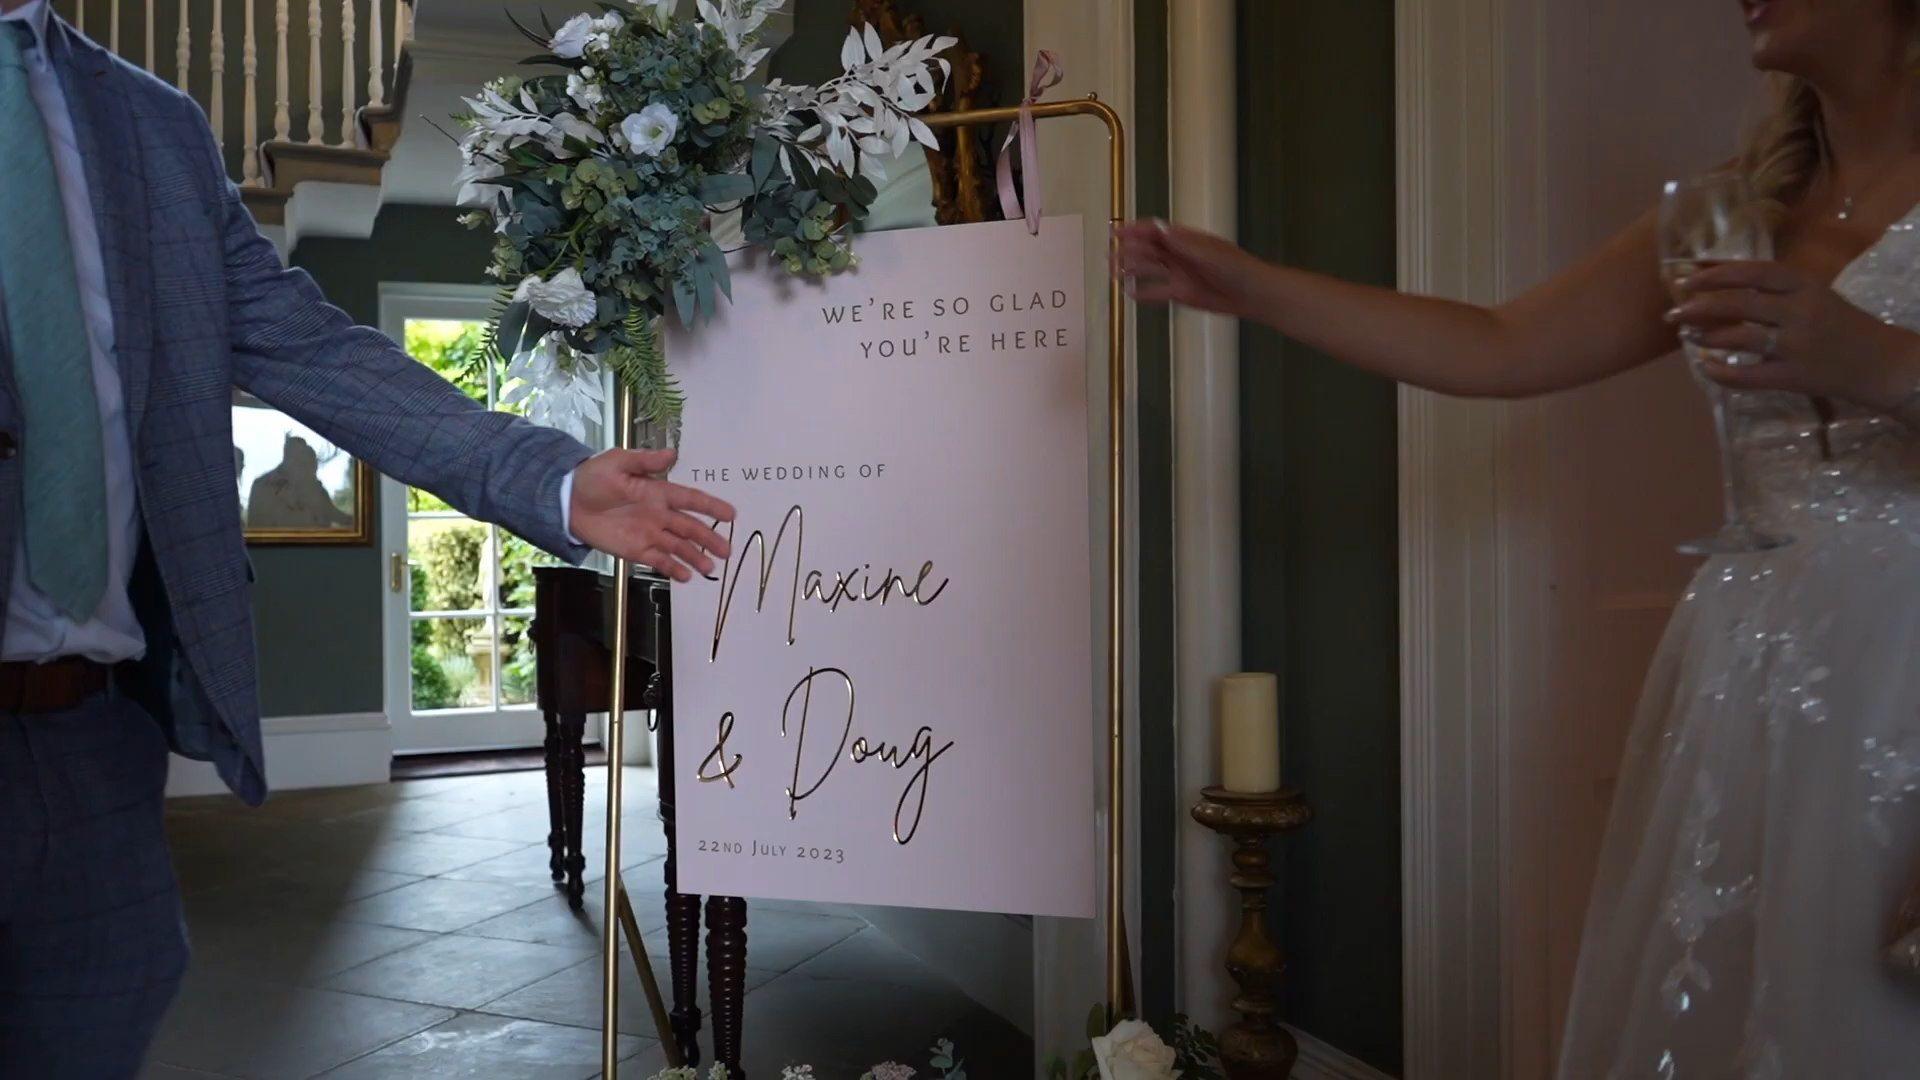 WE'RE SO GLAD
YOU'RE HERE
THE WEDDING OF
Maxine
& Doug
22ND JULY 2023